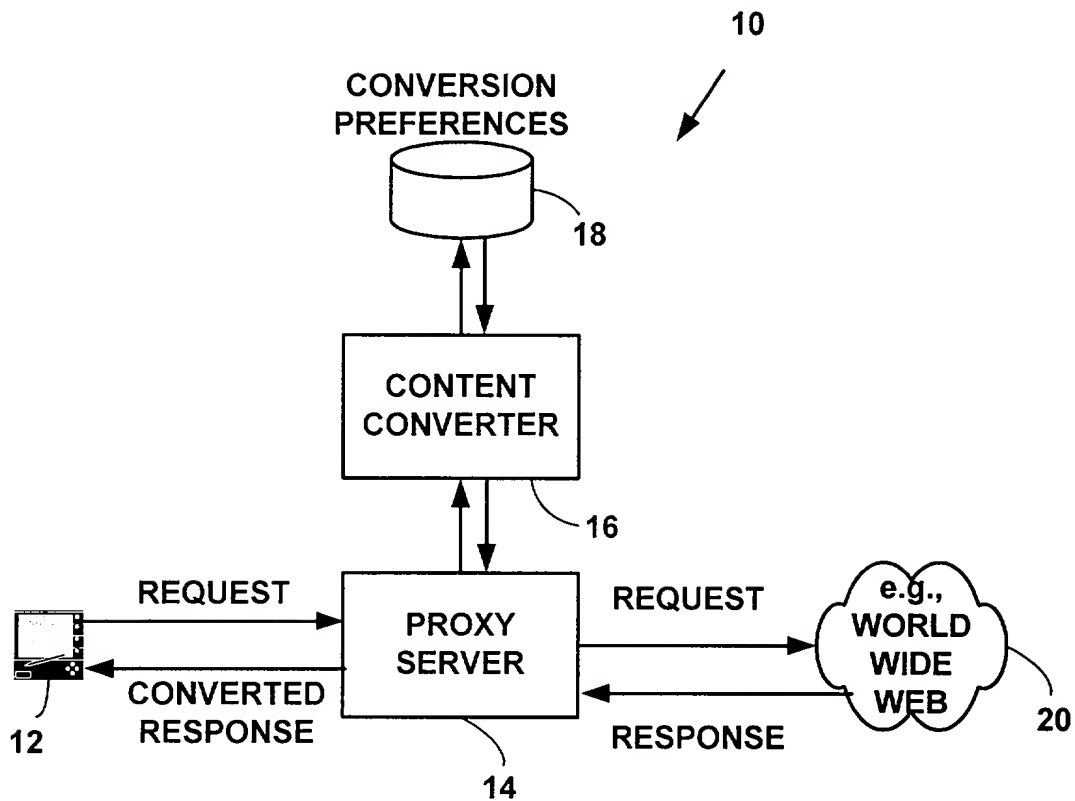 10
CONVERSION
PREFERENCES
18
CONTENT
CONVERTER
16
REQUEST
PROXY
SERVER
REQUEST
e.g.,
WORLD
WIDE
WEB
CONVERTED
RESPONSE
RESPONSE
12
14
20